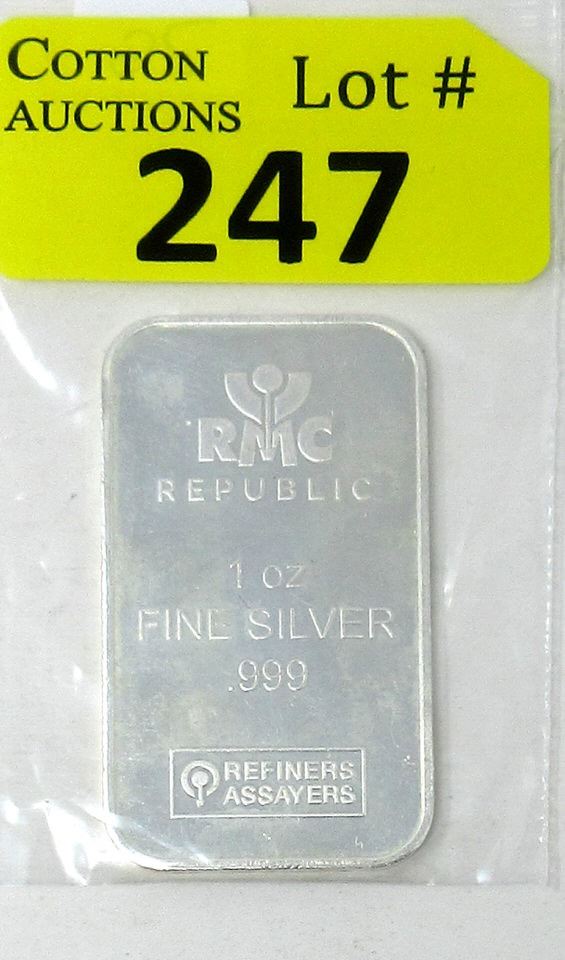 COTTON Lot #
AUCTIONS
247
RMC
REPUBLIC
1 oz
FINE SILVER
.999
REFINERS
ASSAYERS